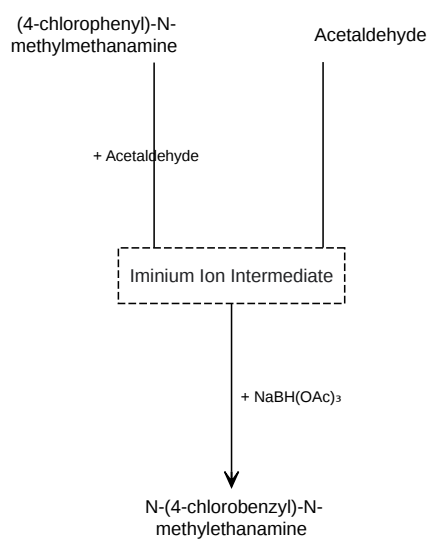 (4-chlorophenyl)-N-
methylmethanamine
Acetaldehyde
+ Acetaldehyde
Iminium Ion Intermediate
+ NaBH(OAc)₃
N-(4-chlorobenzyl)-N-
methylethanamine